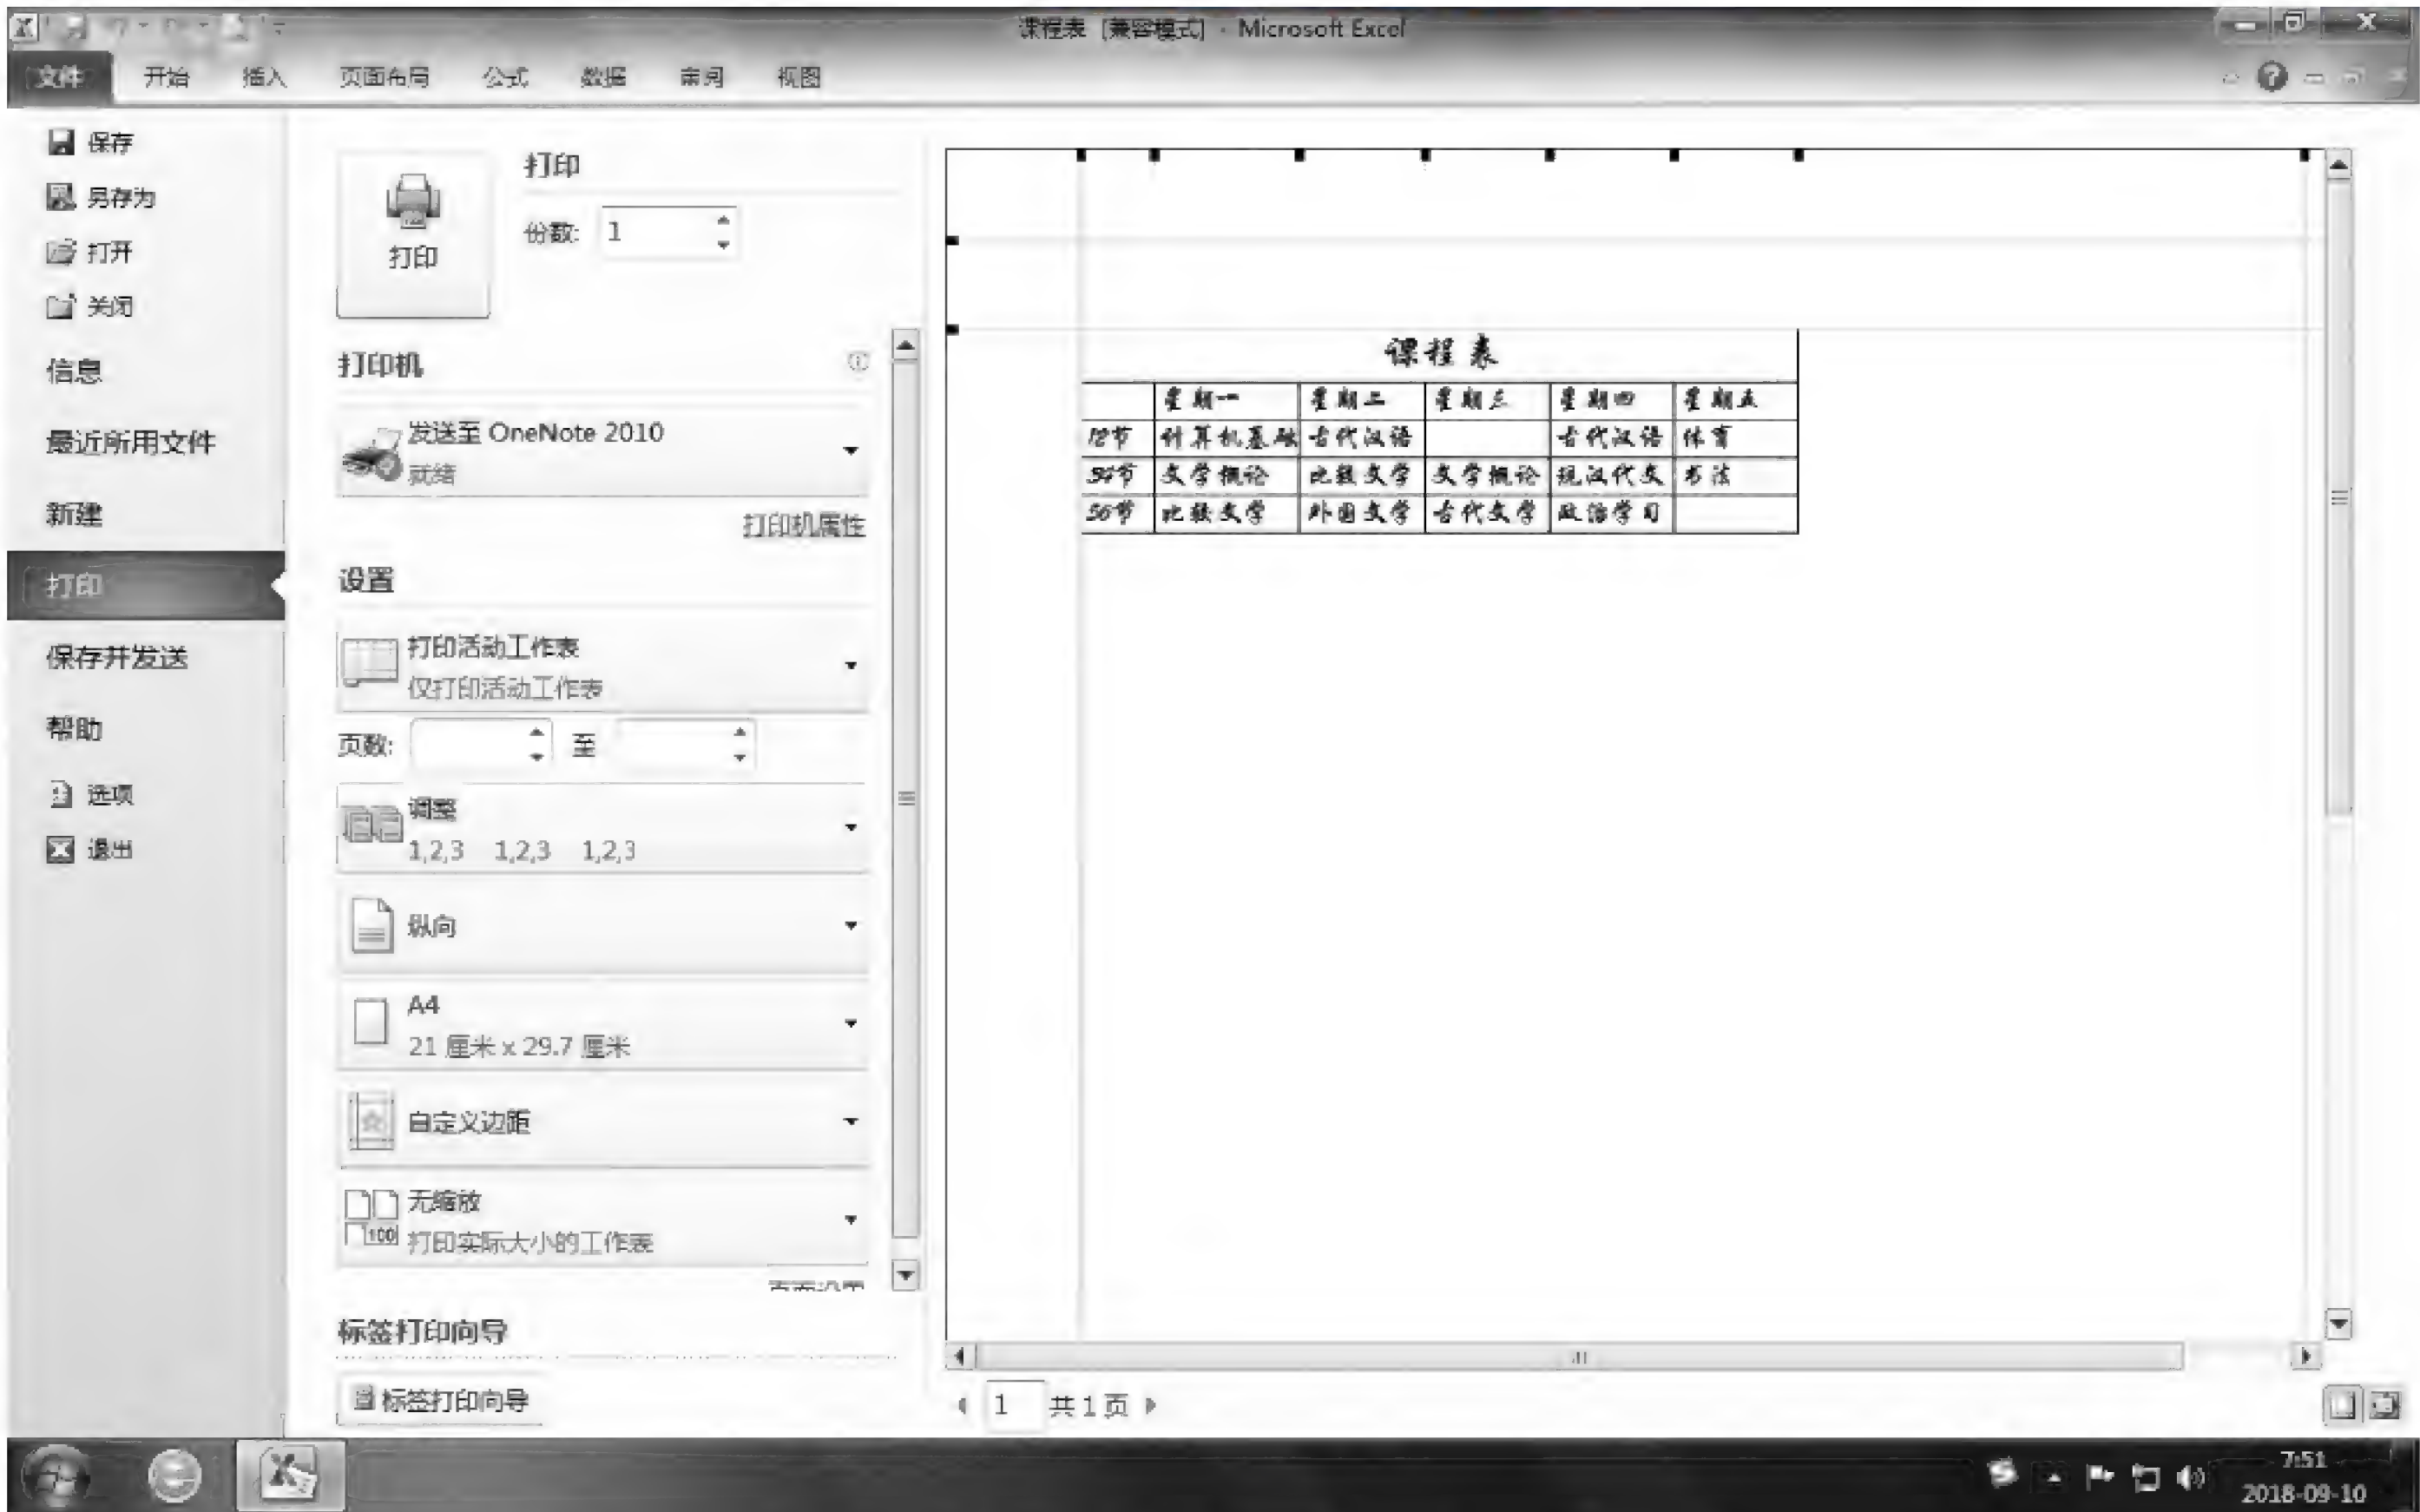 课程表 [兼容模式] - Microsoft Excel
文件 开始 插入 页面布局 公式 数据 审阅 视图
保存
另存为
打开
关闭
信息
最近所用文件
新建
打印
保存并发送
帮助
选项
退出
打印
打印
份数: 1
打印机
发送至 OneNote 2010
就绪
打印机属性
设置
打印活动工作表
仅打印活动工作表
页数: 至
调整
1,2,3 1,2,3 1,2,3
纵向
A4
21 厘米 x 29.7 厘米
自定义边距
无缩放
100
打印实际大小的工作表
页面设置
标签打印向导
标签打印向导
课程表
星期一 星期二 星期三 星期四 星期五
12节 计算机基础 古代汉语 古代汉语 体育
34节 文学概论 比较文学 文学概论 现汉代文 书法
56节 比较文学 外国文学 古代文学 政治学习
1 共 1 页
7:51
2018-09-10